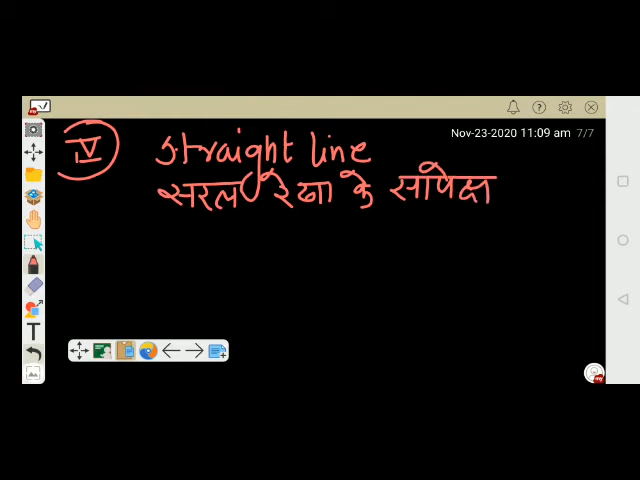 Nov-23-2020 11:09 am 7/7
IV straight line
सरल रेखा के सापेक्ष
T